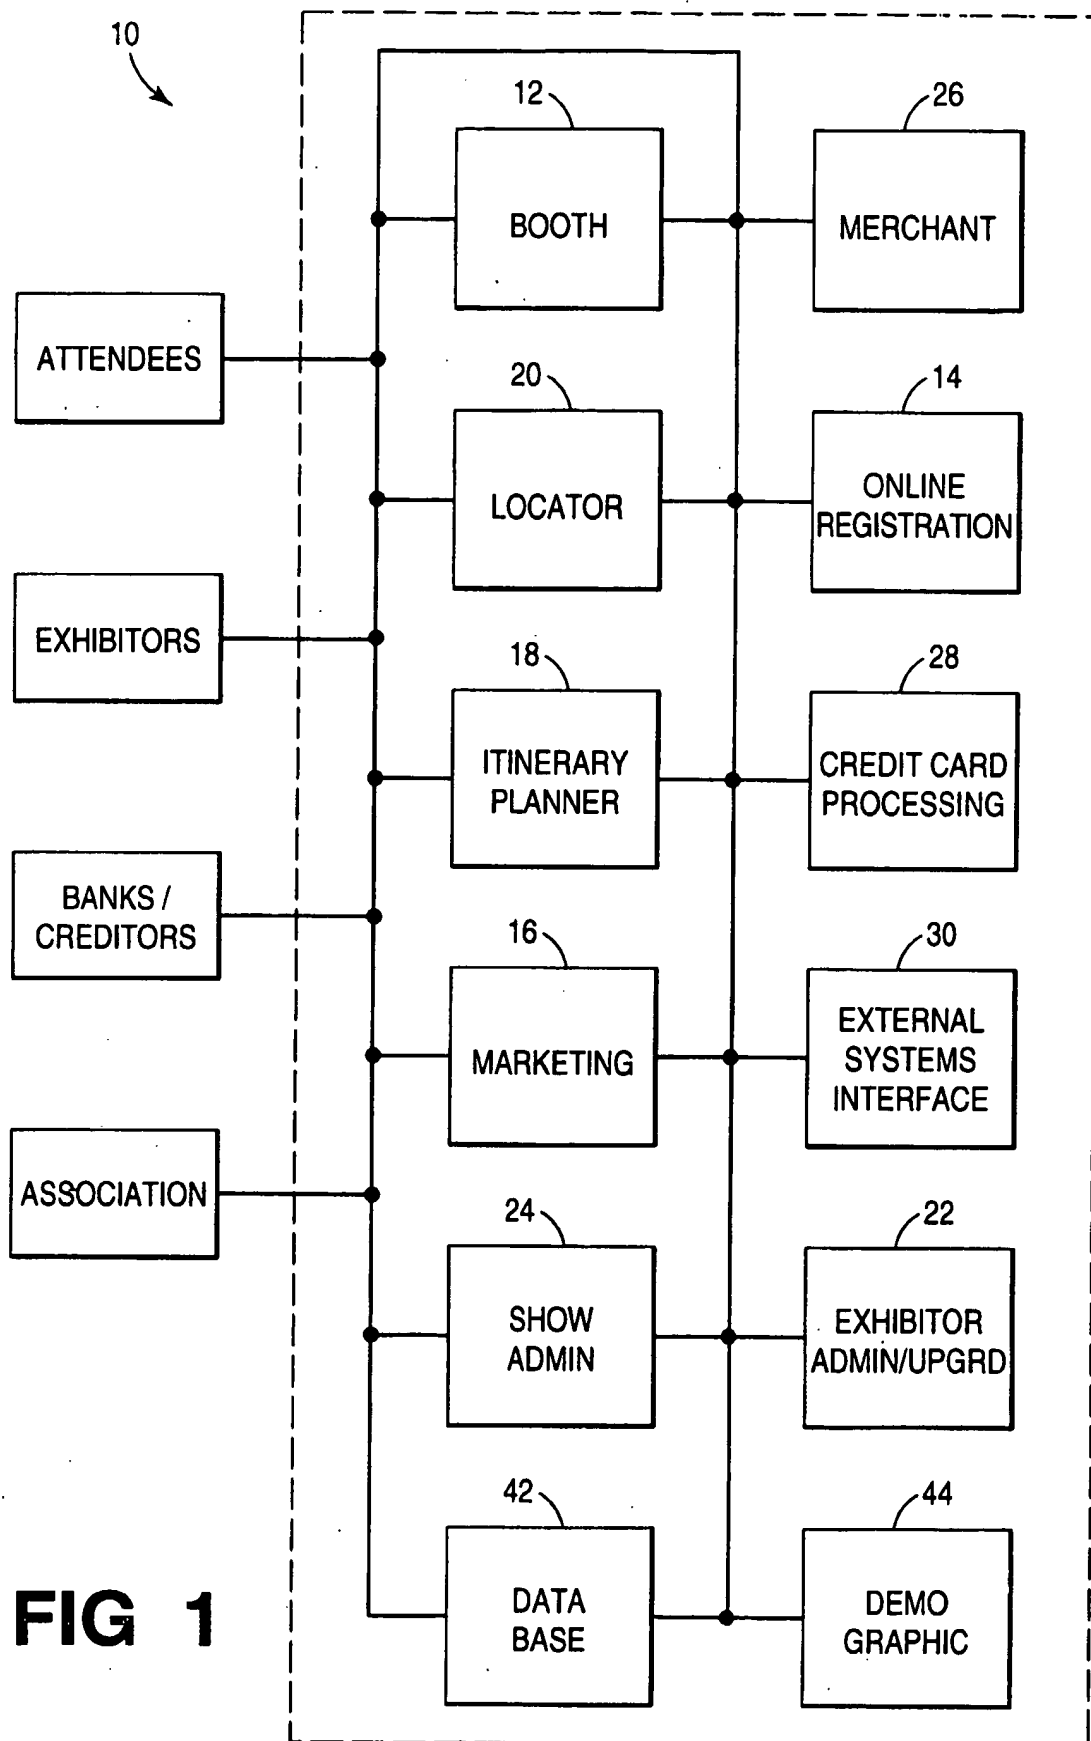 10
12
26
BOOTH
MERCHANT
ATTENDEES
20
14
LOCATOR
ONLINE
REGISTRATION
EXHIBITORS
18
28
ITINERARY
PLANNER
CREDIT CARD
PROCESSING
BANKS /
CREDITORS
16
30
MARKETING
EXTERNAL
SYSTEMS
INTERFACE
ASSOCIATION
24
22
SHOW
ADMIN
EXHIBITOR
ADMIN/UPGRD
42
44
DATA
BASE
DEMO
GRAPHIC
FIG 1